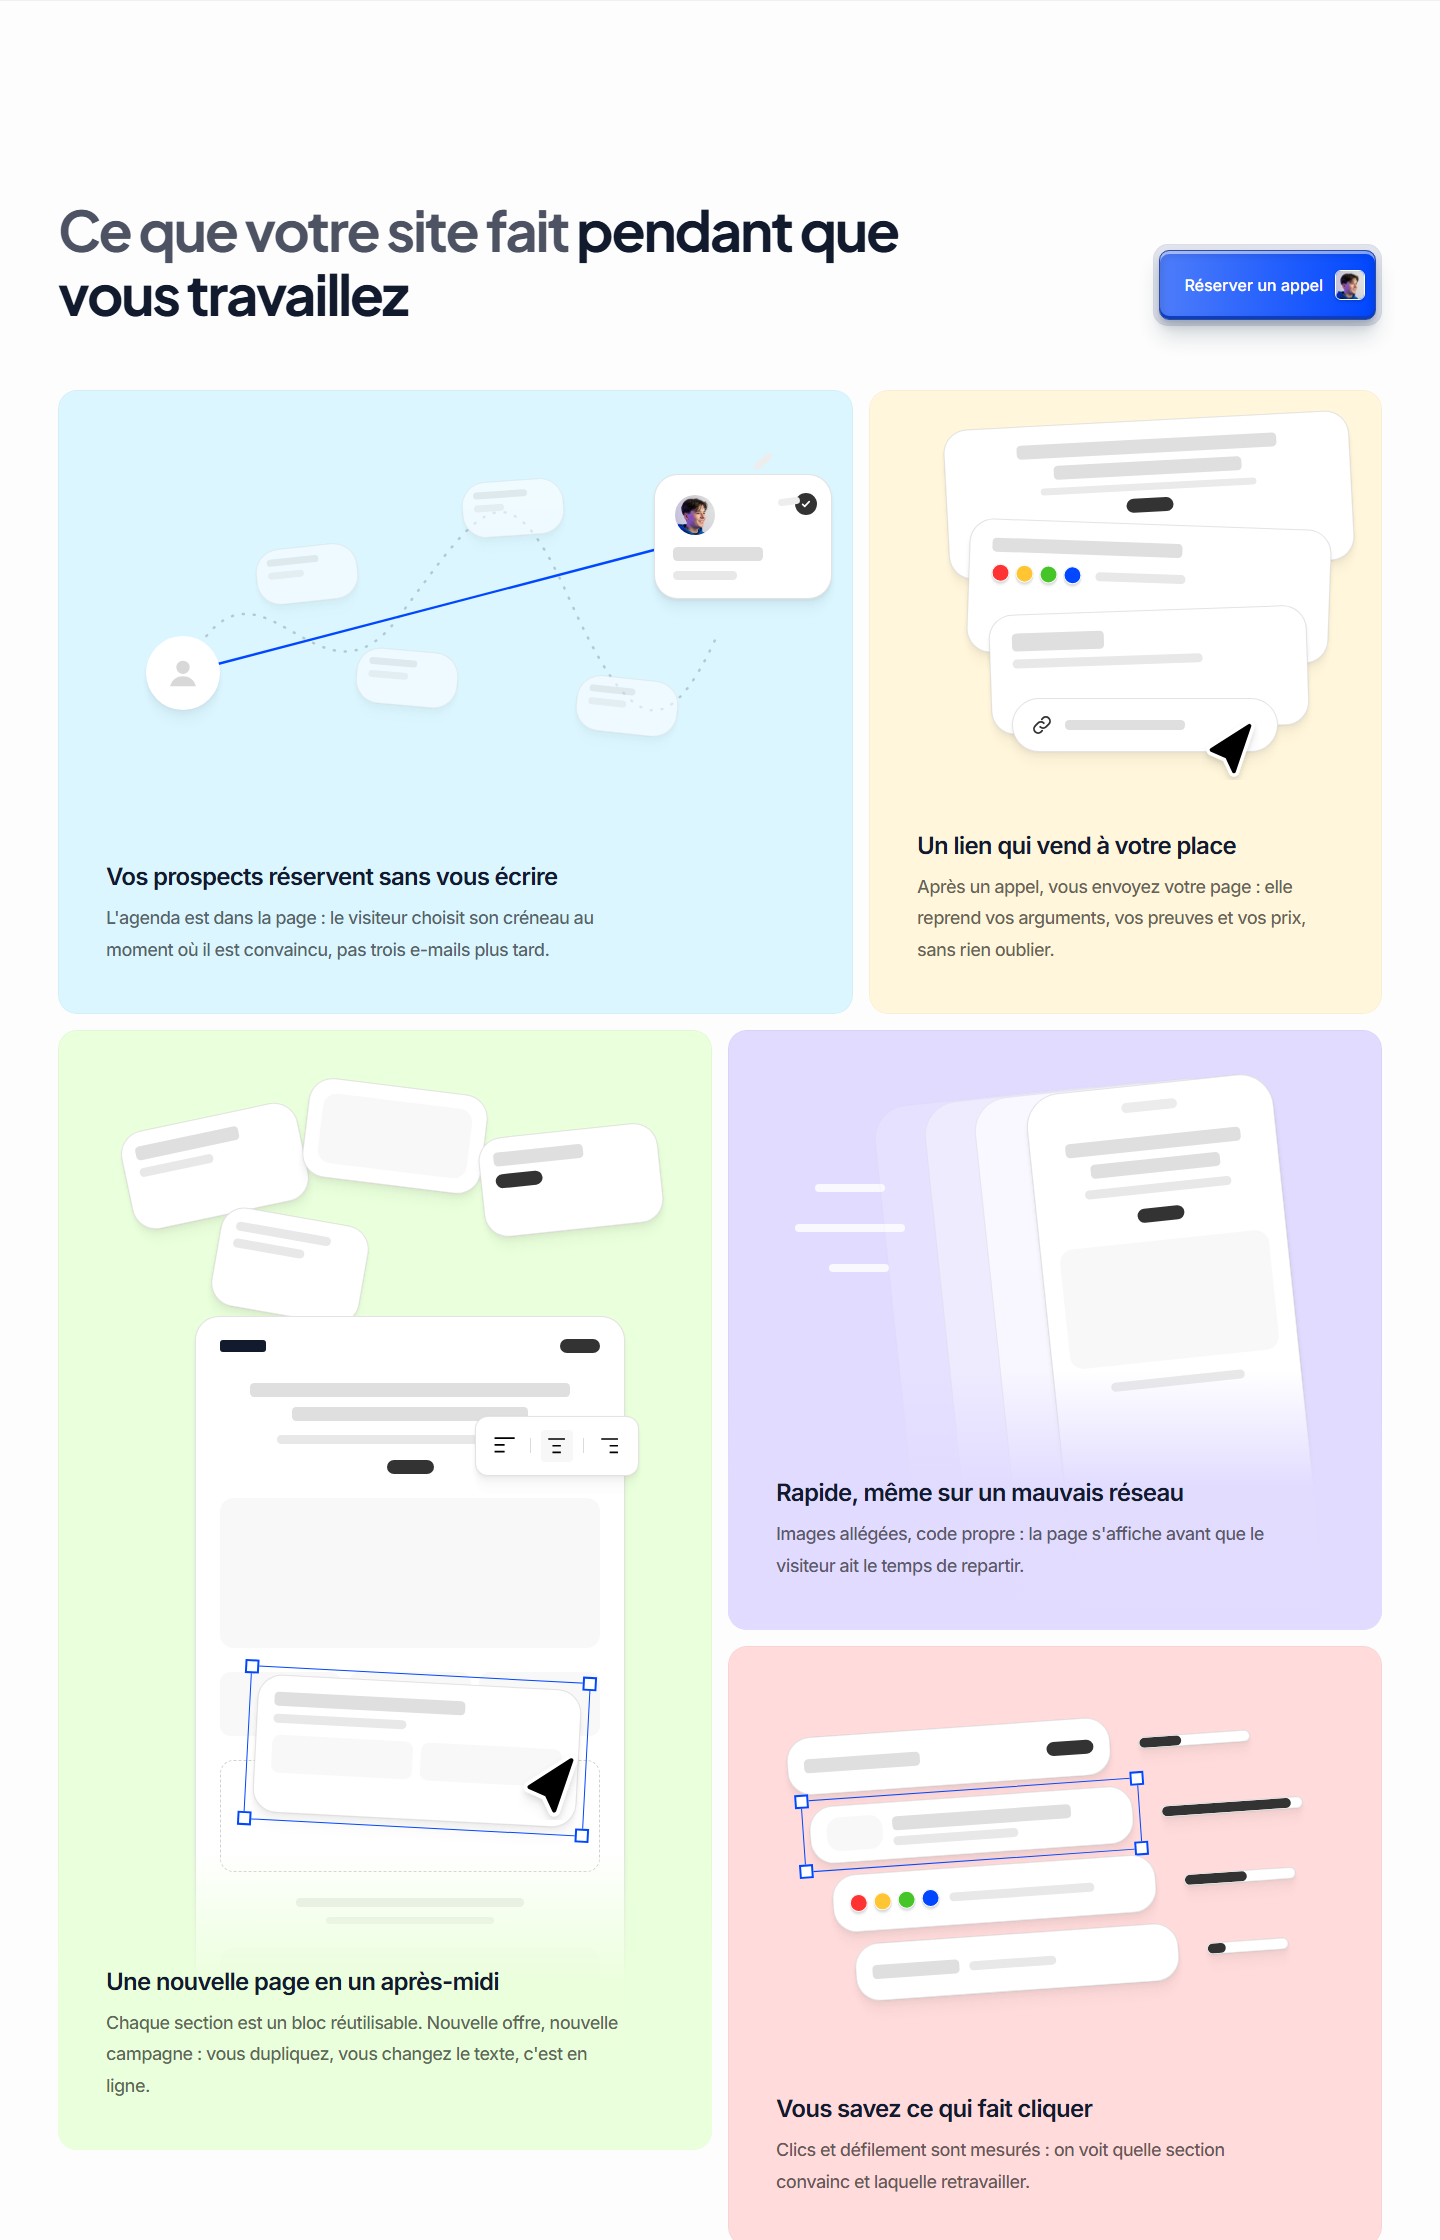 Ce que votre site fait pendant que
vous travaillez
Réserver un appel
Vos prospects réservent sans vous écrire
L'agenda est dans la page : le visiteur choisit son créneau au
moment où il est convaincu, pas trois e-mails plus tard.
Un lien qui vend à votre place
Après un appel, vous envoyez votre page : elle
reprend vos arguments, vos preuves et vos prix,
sans rien oublier.
Une nouvelle page en un après-midi
Chaque section est un bloc réutilisable. Nouvelle offre, nouvelle
campagne : vous dupliquez, vous changez le texte, c'est en
ligne.
Rapide, même sur un mauvais réseau
Images allégées, code propre : la page s'affiche avant que le
visiteur ait le temps de repartir.
Vous savez ce qui fait cliquer
Clics et défilement sont mesurés : on voit quelle section
convainc et laquelle retravailler.